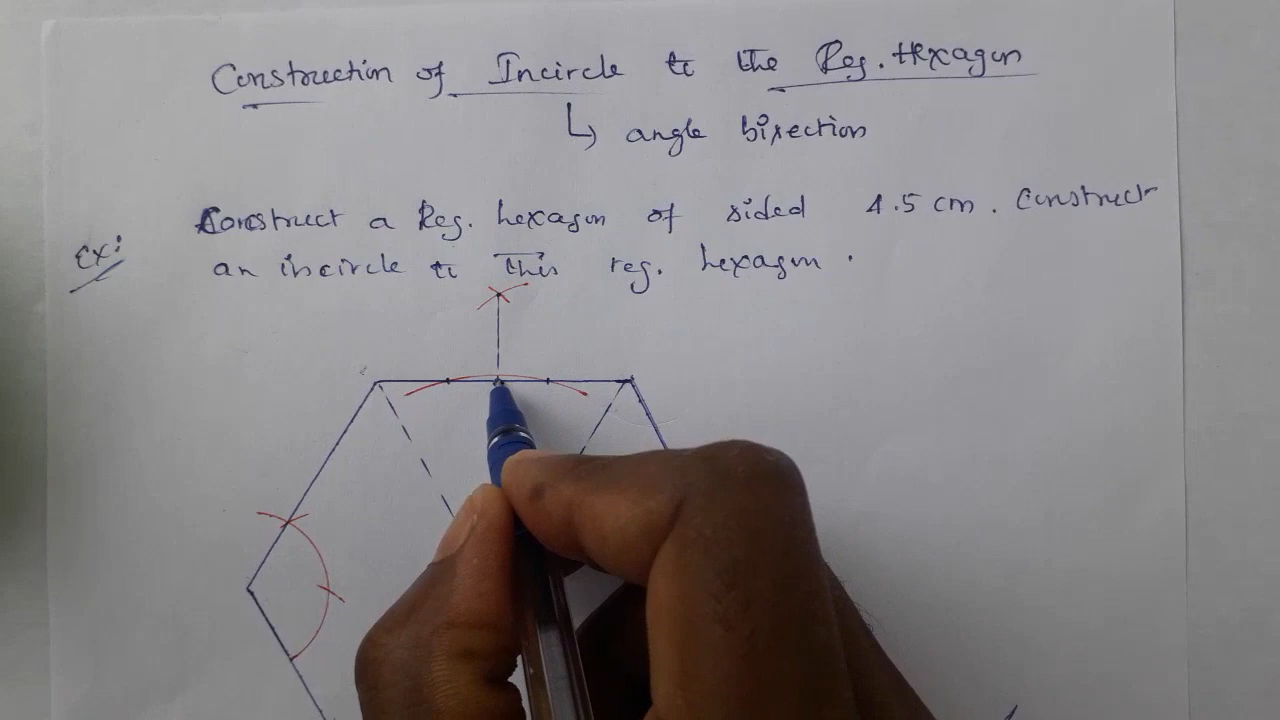 Construction of Incircle to the Reg. Hexagon
↳ angle bisection
Ex: Construct a Reg. hexagon of sided 4.5 cm. Construct
an incircle to this reg. hexagon.